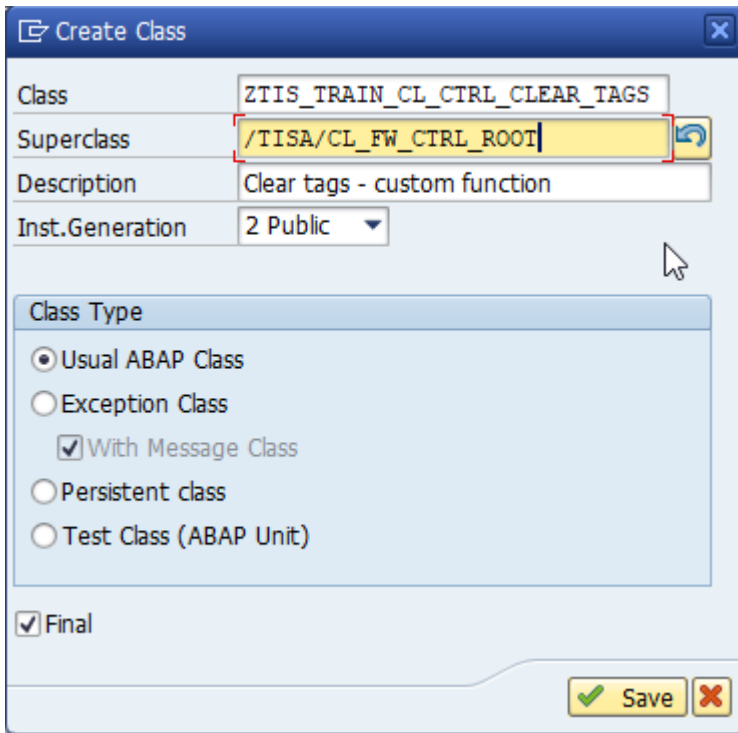 Create Class
Class ZTIS_TRAIN_CL_CTRL_CLEAR_TAGS
Superclass /TISA/CL_FW_CTRL_ROOT
Description Clear tags - custom function
Inst.Generation 2 Public
Class Type
Usual ABAP Class
Exception Class
With Message Class
Persistent class
Test Class (ABAP Unit)
Final
Save